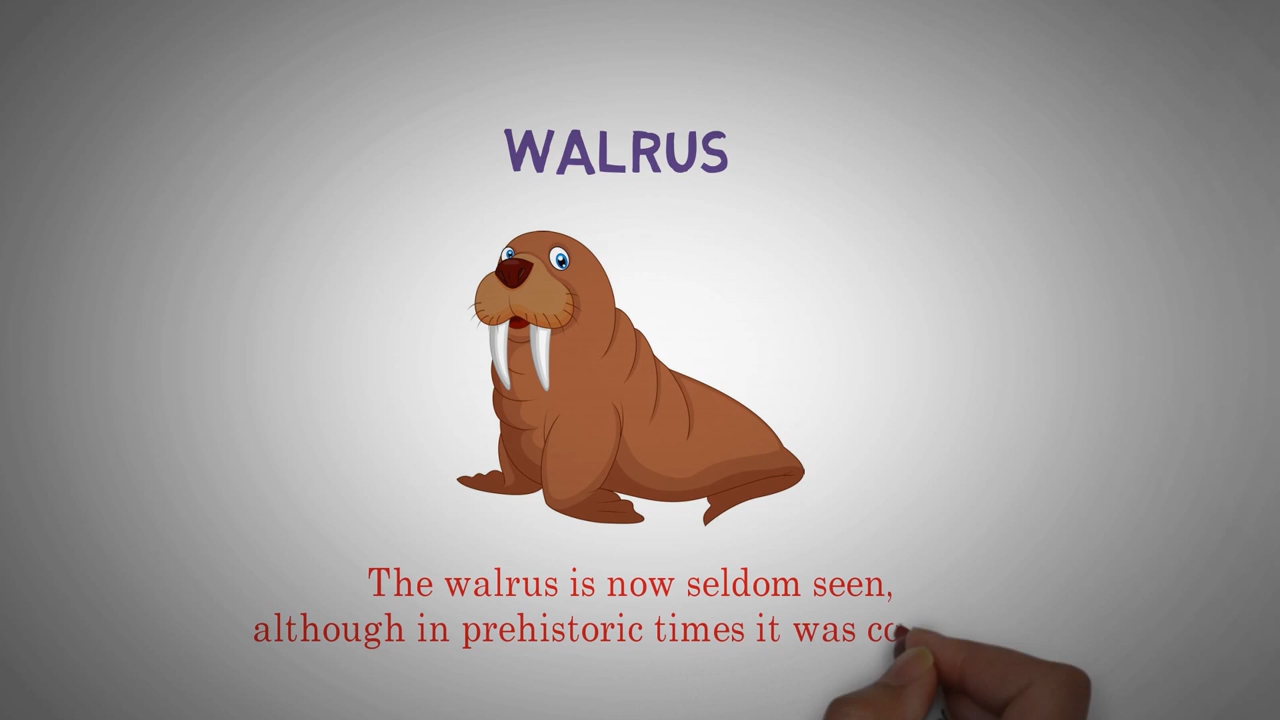 WALRUS
The walrus is now seldom seen,
although in prehistoric times it was